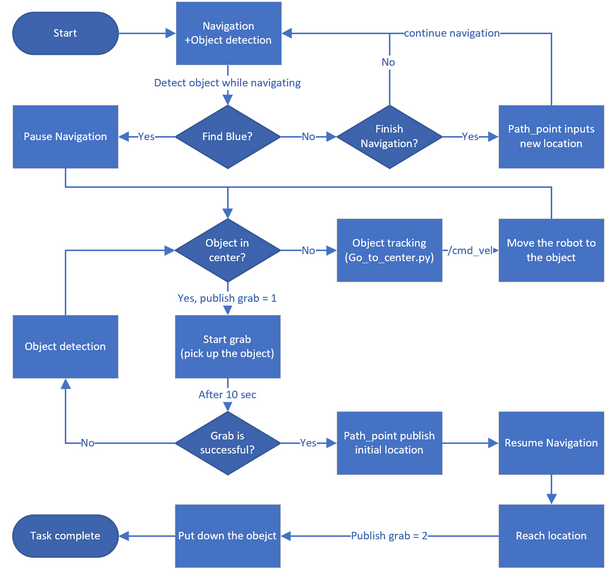 Start
Navigation
+Object detection
continue navigation
No
Detect object while navigating
Pause Navigation
Yes
Find Blue?
No
Finish
Navigation?
Yes
Path_point inputs
new location
Object in
center?
No
Object tracking
(Go_to_center.py)
/cmd_vel
Move the robot to
the object
Yes, publish grab = 1
Object detection
Start grab
(pick up the object)
After 10 sec
No
Grab is
successful?
Yes
Path_point publish
initial location
Resume Navigation
Task complete
Put down the obejct
Publish grab = 2
Reach location